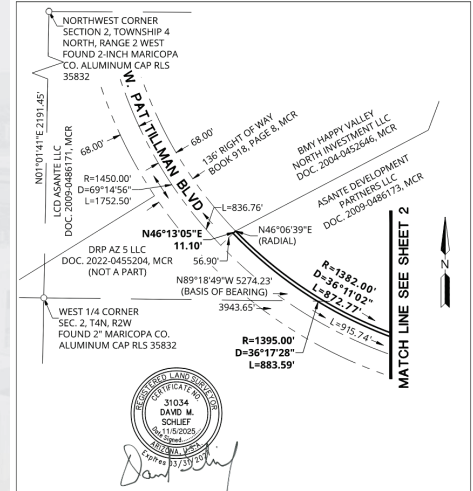 NORTHWEST CORNER
SECTION 2, TOWNSHIP 4
NORTH, RANGE 2 WEST
FOUND 2-INCH MARICOPA
CO. ALUMINUM CAP RLS
35832
W. PAT TILLMAN BLVD
68.00'
68.00'
136' RIGHT OF WAY
BOOK 918, PAGE 8, MCR
BMY HAPPY VALLEY
NORTH INVESTMENT LLC
DOC. 2004-0452646, MCR
ASANTE DEVELOPMENT
PARTNERS LLC
DOC. 2009-0486173, MCR
N01°01'41"E 2191.45'
LCD ASANTE LLC
DOC. 2009-0486171, MCR
R=1450.00'
D=69°14'56"
L=1752.50'
L=836.76'
N46°13'05"E
11.10'
N46°06'39"E
(RADIAL)
56.90'
DRP AZ 5 LLC
DOC. 2022-0455204, MCR
(NOT A PART)
N89°18'49"W 5274.23'
(BASIS OF BEARING)
3943.65'
R=1382.00'
D=36°11'02"
L=872.77'
L=915.74'
R=1395.00'
D=36°17'28"
L=883.59'
MATCH LINE SEE SHEET 2
N
WEST 1/4 CORNER
SEC. 2, T4N, R2W
FOUND 2" MARICOPA CO.
ALUMINUM CAP RLS 35832
REGISTERED LAND SURVEYOR
CERTIFICATE NO.
31034
DAVID M.
SCHLIEF
11/5/2025
Date Signed
ARIZONA, U.S.A.
Expires 03/31/